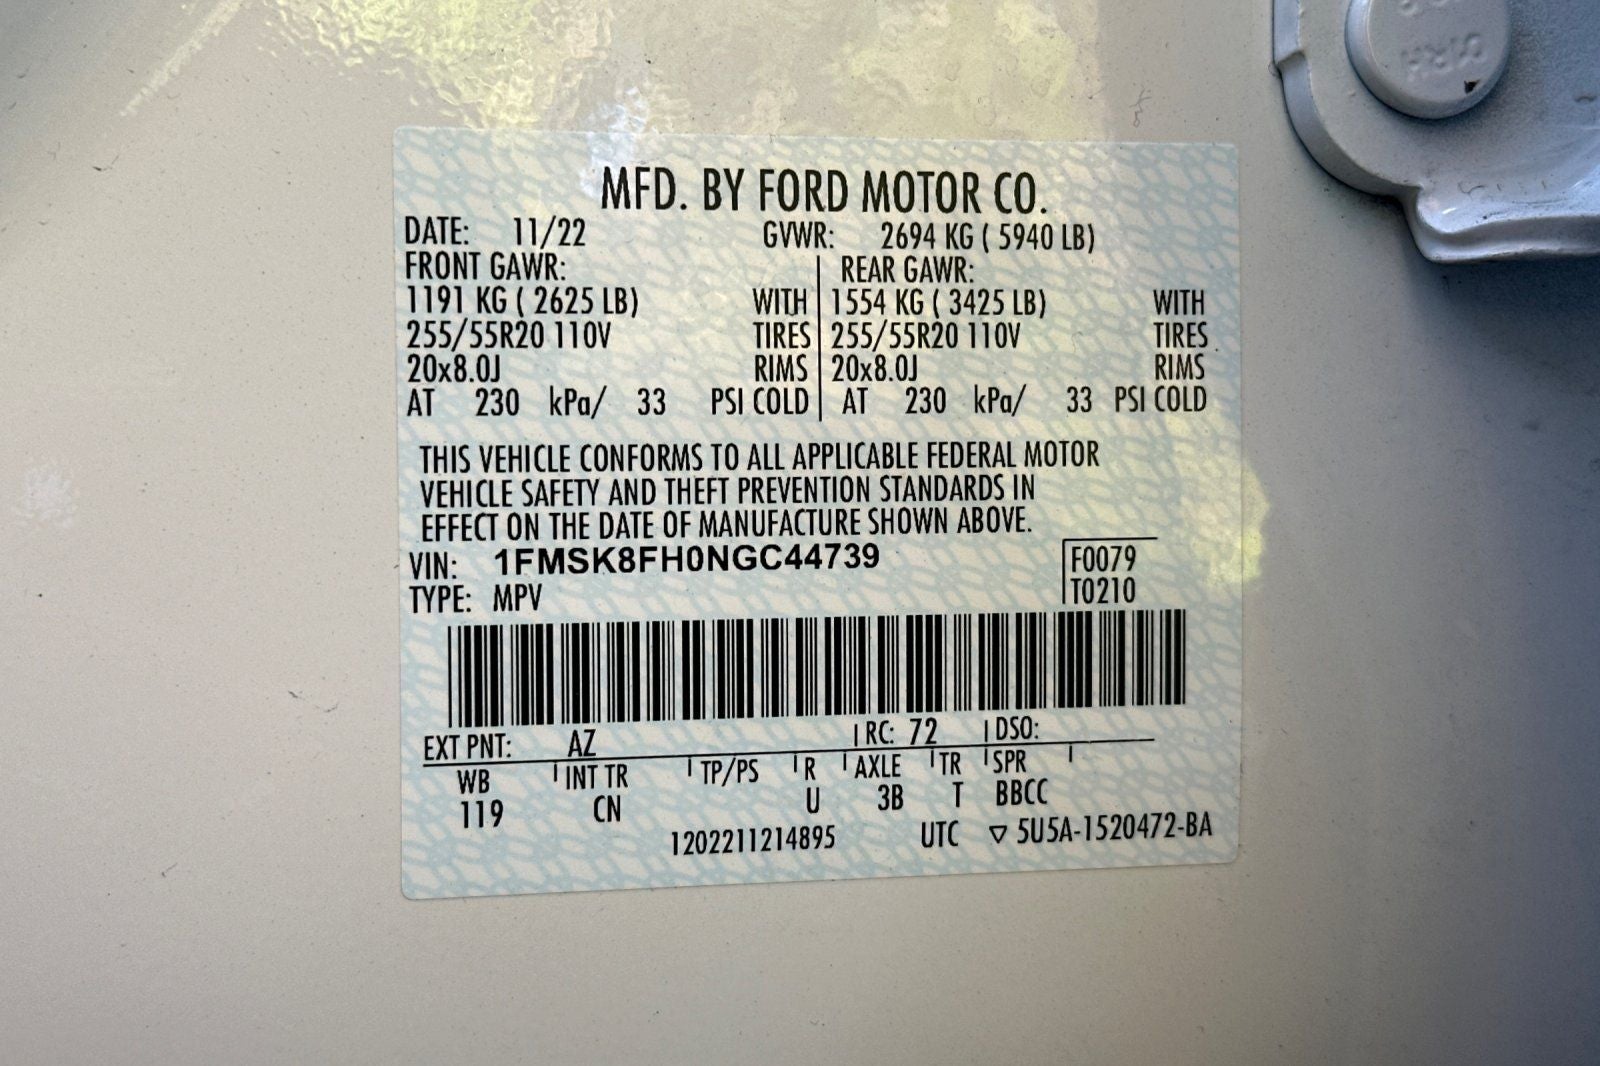 MFD. BY FORD MOTOR CO.
DATE: 11/22 GVWR: 2694 KG ( 5940 LB)
FRONT GAWR: REAR GAWR:
1191 KG ( 2625 LB) WITH 1554 KG ( 3425 LB) WITH
255/55R20 110V TIRES 255/55R20 110V TIRES
20x8.0J RIMS 20x8.0J RIMS
AT 230 kPa/ 33 PSI COLD AT 230 kPa/ 33 PSI COLD
THIS VEHICLE CONFORMS TO ALL APPLICABLE FEDERAL MOTOR
VEHICLE SAFETY AND THEFT PREVENTION STANDARDS IN
EFFECT ON THE DATE OF MANUFACTURE SHOWN ABOVE.
VIN: 1FMSK8FH0NGC44739 F0079
TYPE: MPV T0210
EXT PNT: AZ RC: 72 DSO:
WB INT TR TP/PS R AXLE TR SPR
119 CN U 3B T BBCC
1202211214895 UTC ▽ 5U5A-1520472-BA